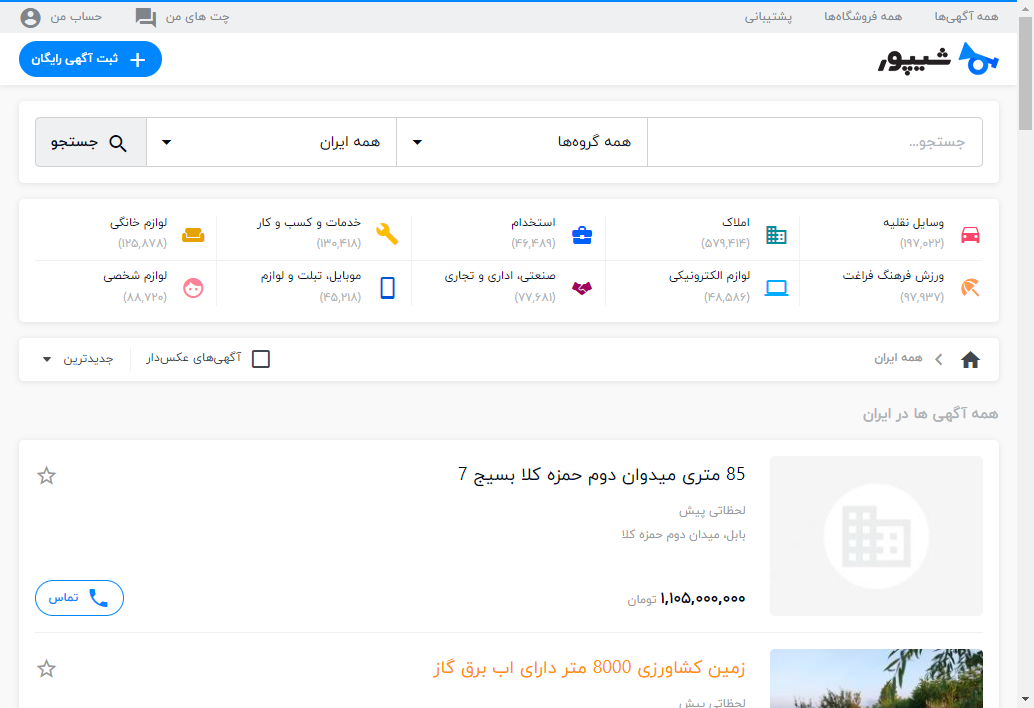 همه آگهی‌ها
همه فروشگاه‌ها
پشتیبانی
چت های من
حساب من
شیپور
ثبت آگهی رایگان
جستجو...
همه گروه‌ها
همه ایران
جستجو
وسایل نقلیه
(۱۹۷,۰۲۲)
املاک
(۵۷۹,۴۱۴)
استخدام
(۴۶,۴۸۹)
خدمات و کسب و کار
(۱۳۰,۴۱۸)
لوازم خانگی
(۱۲۵,۸۷۸)
ورزش فرهنگ فراغت
(۹۷,۹۳۷)
لوازم الکترونیکی
(۴۸,۵۸۶)
صنعتی، اداری و تجاری
(۷۷,۶۸۱)
موبایل، تبلت و لوازم
(۴۵,۲۱۸)
لوازم شخصی
(۸۸,۷۲۰)
همه ایران
آگهی‌های عکس‌دار
جدیدترین
همه آگهی ها در ایران
85 متری میدوان دوم حمزه کلا بسیج 7
لحظاتی پیش
بابل، میدان دوم حمزه کلا
۱,۱۰۵,۰۰۰,۰۰۰ تومان
تماس
زمین کشاورزی 8000 متر دارای اب برق گاز
لحظاتی پیش